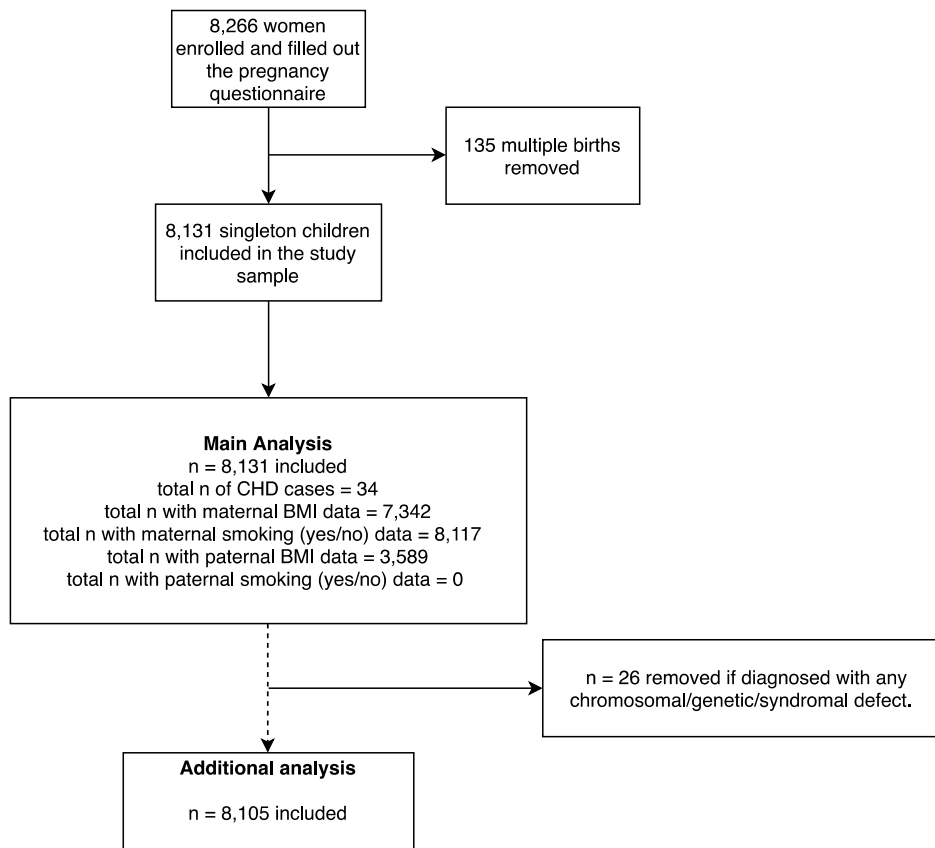 8,266 women
enrolled and filled out
the pregnancy
questionnaire
135 multiple births
removed
8,131 singleton children
included in the study
sample
Main Analysis
n = 8,131 included
total n of CHD cases = 34
total n with maternal BMI data = 7,342
total n with maternal smoking (yes/no) data = 8,117
total n with paternal BMI data = 3,589
total n with paternal smoking (yes/no) data = 0
n = 26 removed if diagnosed with any
chromosomal/genetic/syndromal defect.
Additional analysis
n = 8,105 included